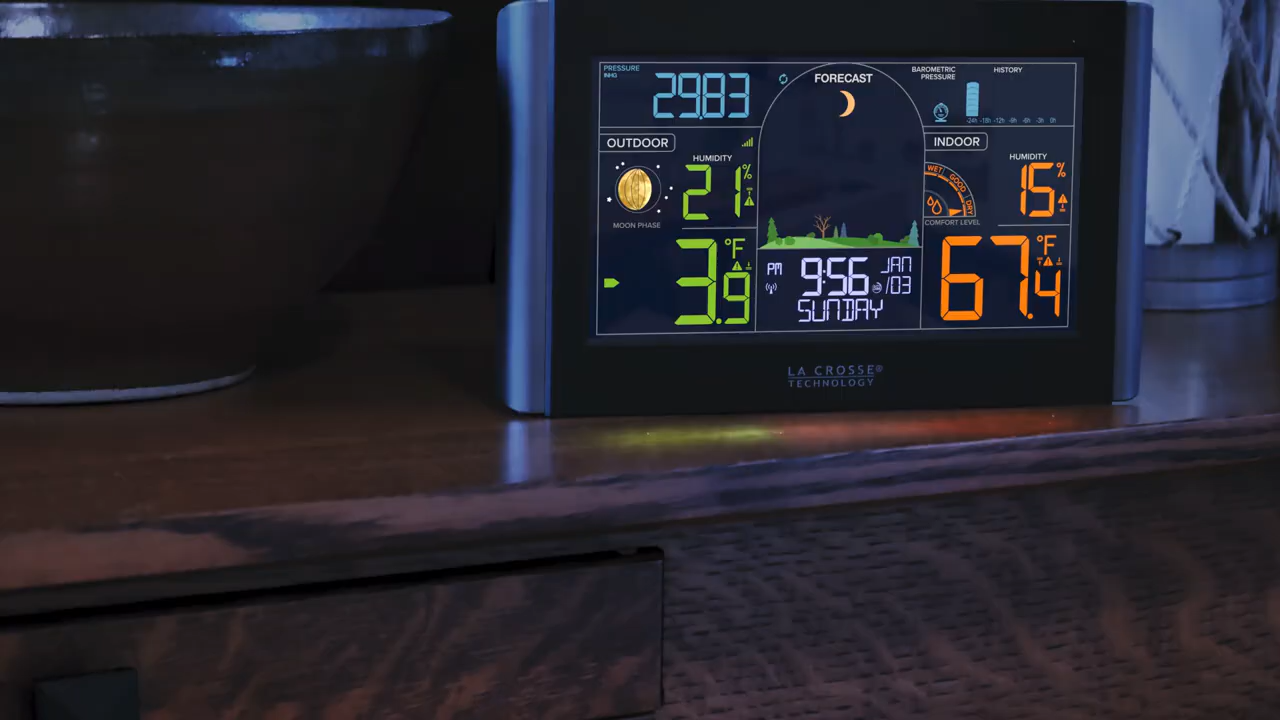 PRESSURE
INHG
29.83
FORECAST
BAROMETRIC
PRESSURE
HISTORY
-24h -18h -12h -9h -6h -3h 0h
OUTDOOR
HUMIDITY
21%
MOON PHASE
3.9 °F
PM 9:56
JAN
/03
SUNDAY
INDOOR
WET GOOD DRY
COMFORT LEVEL
HUMIDITY
15%
67.4 °F
LA CROSSE®
TECHNOLOGY